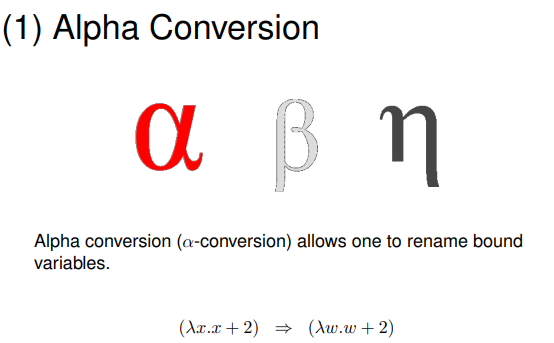 (1) Alpha Conversion
α β η
Alpha conversion (α-conversion) allows one to rename bound
variables.
(λx.x + 2) ⇒ (λw.w + 2)